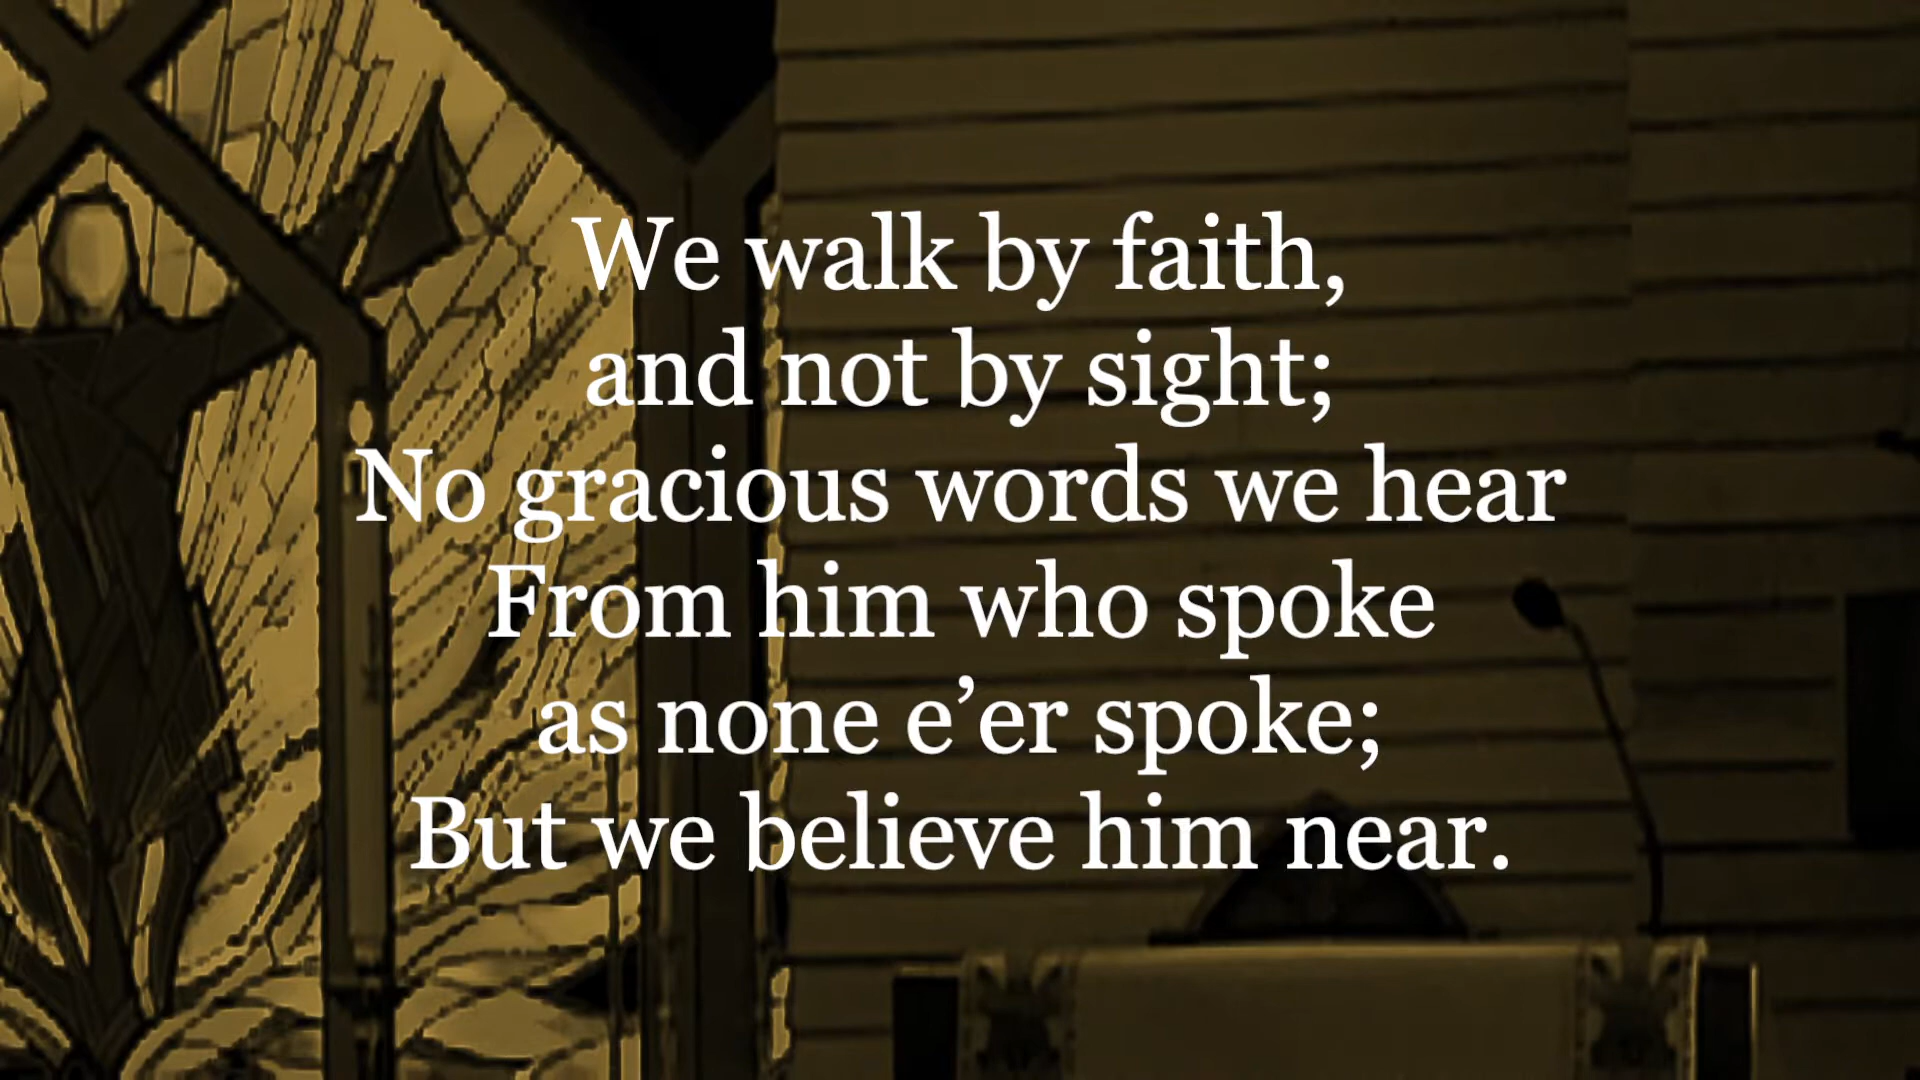 We walk by faith,
and not by sight;
No gracious words we hear
From him who spoke
as none e’er spoke;
But we believe him near.